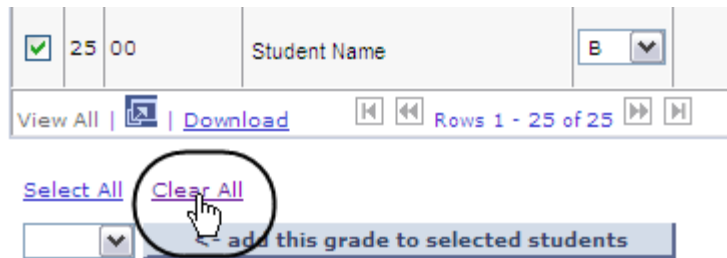 25 00 Student Name B
View All | | Download Rows 1 - 25 of 25
Select All Clear All
<- add this grade to selected students